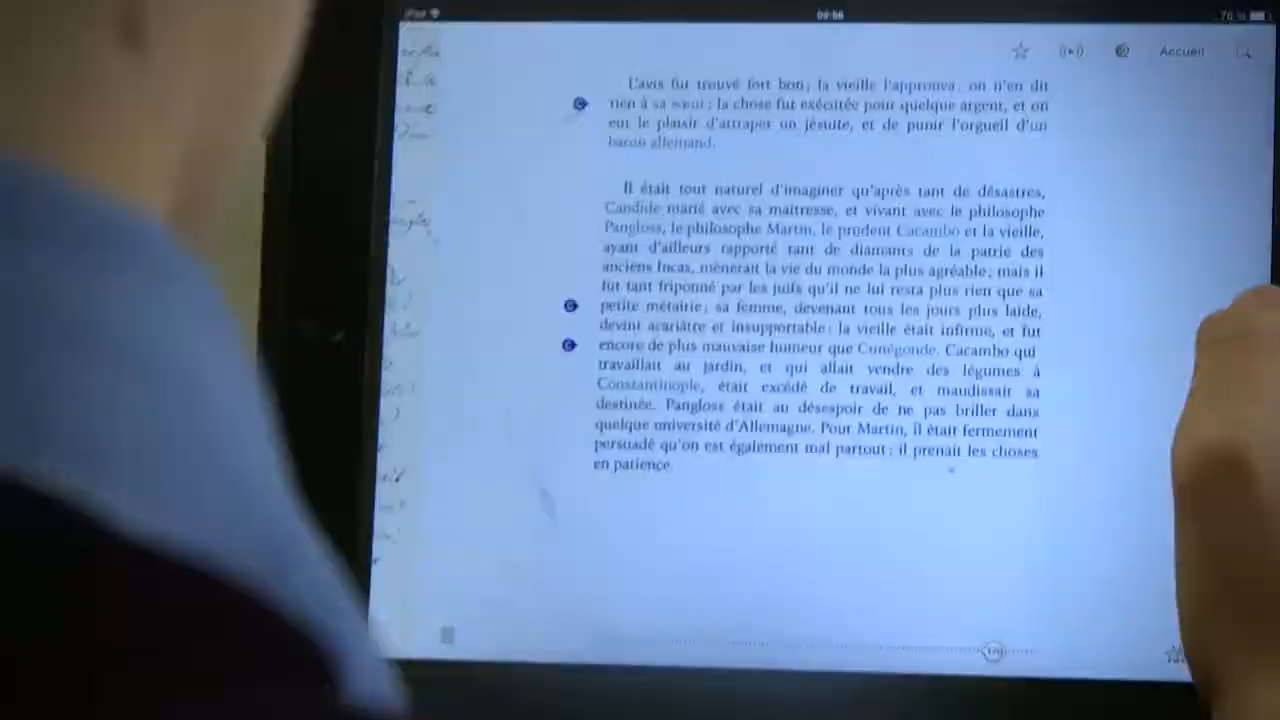 iPad
09:56
76 %
Accueil
L'avis fut trouvé fort bon ; la vieille l'approuva ; on n'en dit
rien à sa sœur ; la chose fut exécutée pour quelque argent, et on
eut le plaisir d'attraper un jésuite, et de punir l'orgueil d'un
baron allemand.
Il était tout naturel d'imaginer qu'après tant de désastres,
Candide marié avec sa maîtresse, et vivant avec le philosophe
Pangloss, le philosophe Martin, le prudent Cacambo et la vieille,
ayant d'ailleurs rapporté tant de diamants de la patrie des
anciens Incas, mènerait la vie du monde la plus agréable ; mais il
fut tant friponné par les juifs qu'il ne lui resta plus rien que sa
petite métairie ; sa femme, devenant tous les jours plus laide,
devint acariâtre et insupportable ; la vieille était infirme, et fut
encore de plus mauvaise humeur que Cunégonde. Cacambo qui
travaillait au jardin, et qui allait vendre des légumes à
Constantinople, était excédé de travail, et maudissait sa
destinée. Pangloss était au désespoir de ne pas briller dans
quelque université d'Allemagne. Pour Martin, il était fermement
persuadé qu'on est également mal partout ; il prenait les choses
en patience.